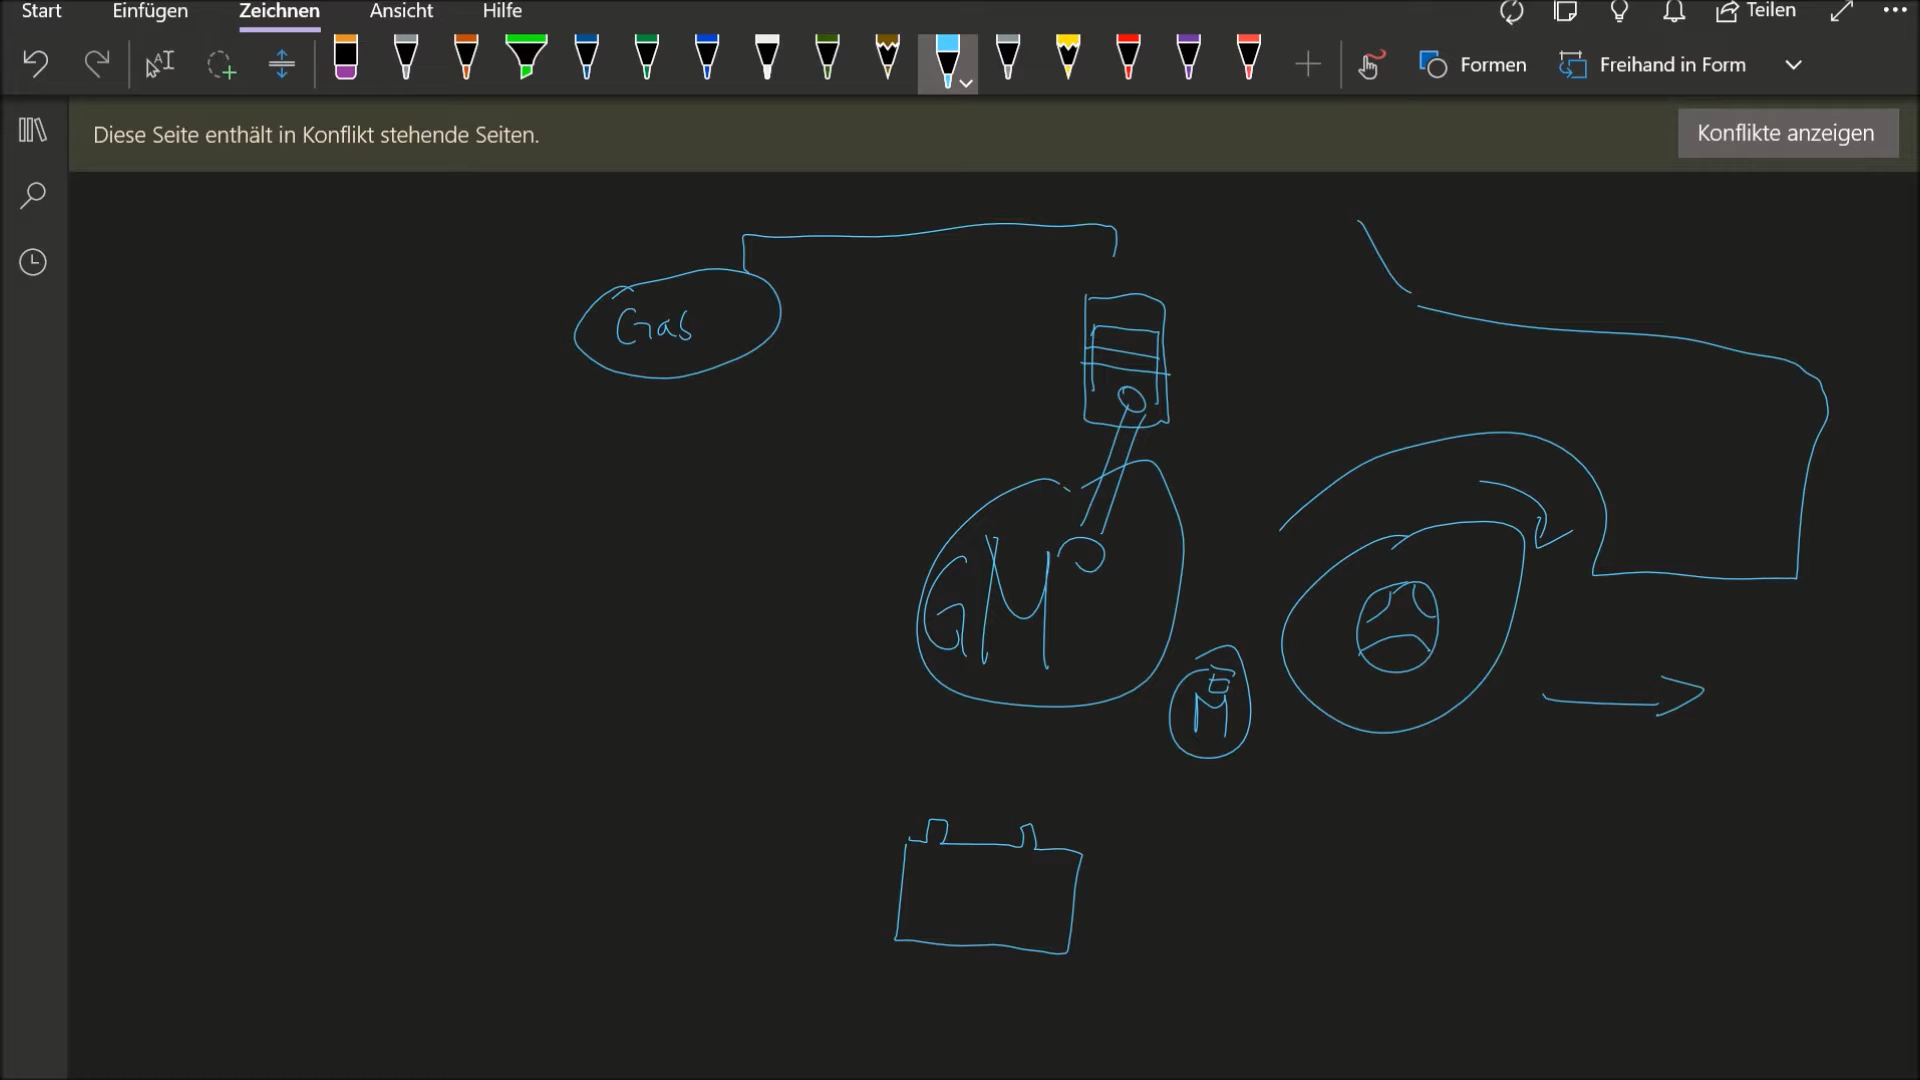 Start Einfügen Zeichnen Ansicht Hilfe Teilen
Formen Freihand in Form
Diese Seite enthält in Konflikt stehende Seiten. Konflikte anzeigen
Gas
GM
M